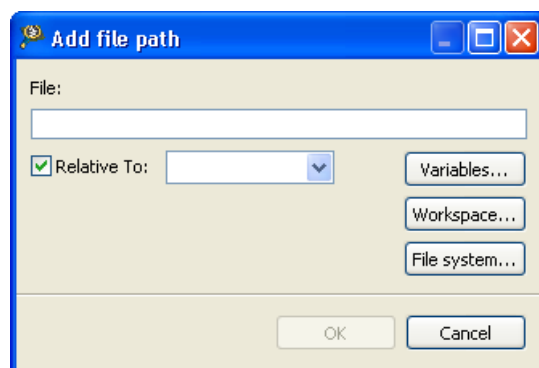 Add file path
File:
Relative To:
Variables...
Workspace...
File system...
OK
Cancel